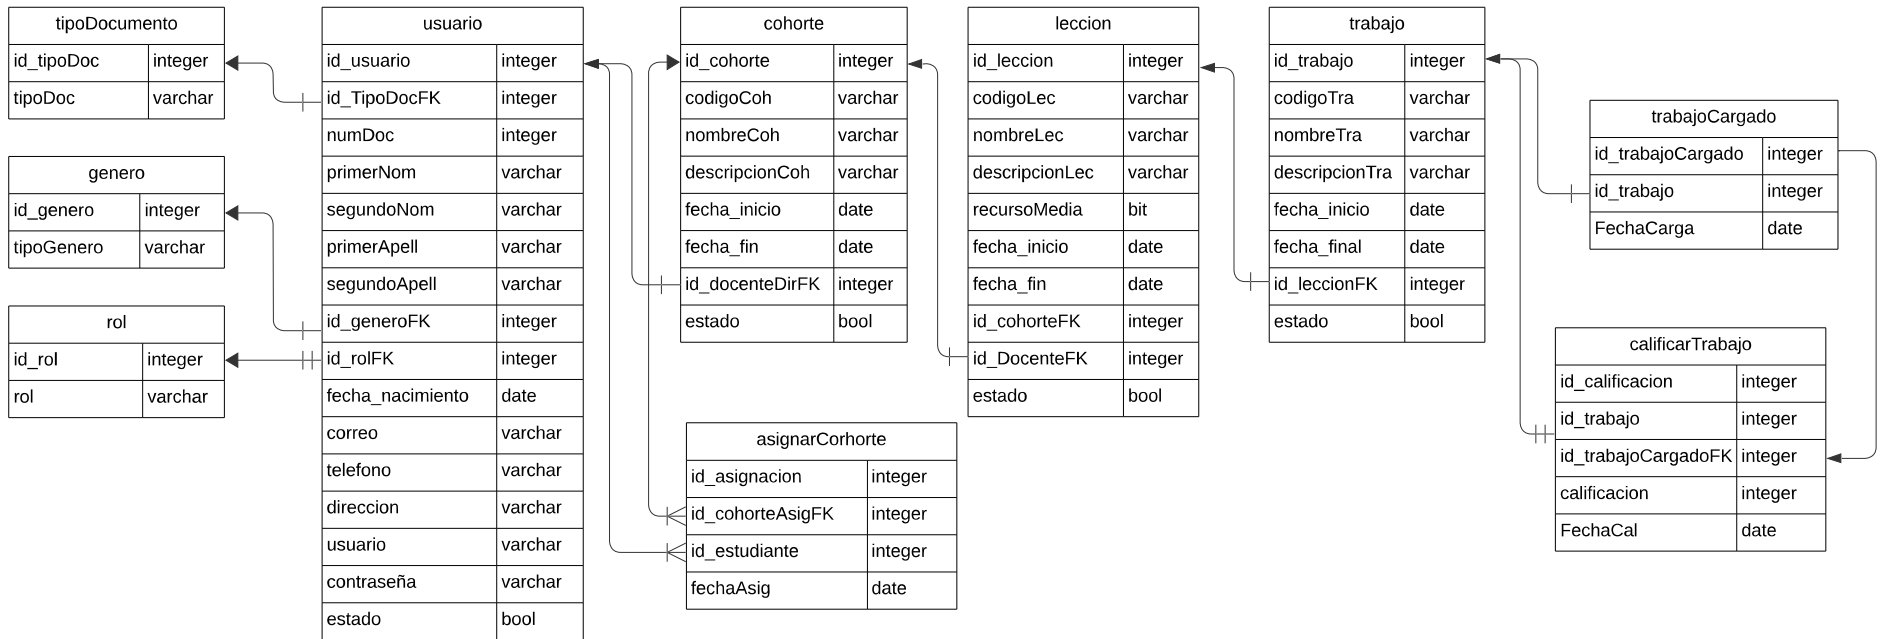 tipoDocumento
id_tipoDoc integer
tipoDoc varchar
genero
id_genero integer
tipoGenero varchar
rol
id_rol integer
rol varchar
usuario
id_usuario integer
id_TipoDocFK integer
numDoc integer
primerNom varchar
segundoNom varchar
primerApell varchar
segundoApell varchar
id_generoFK integer
id_rolFK integer
fecha_nacimiento date
correo varchar
telefono varchar
direccion varchar
usuario varchar
contraseña varchar
estado bool
cohorte
id_cohorte integer
codigoCoh varchar
nombreCoh varchar
descripcionCoh varchar
fecha_inicio date
fecha_fin date
id_docenteDirFK integer
estado bool
asignarCorhorte
id_asignacion integer
id_cohorteAsigFK integer
id_estudiante integer
fechaAsig date
leccion
id_leccion integer
codigoLec varchar
nombreLec varchar
descripcionLec varchar
recursoMedia bit
fecha_inicio date
fecha_fin date
id_cohorteFK integer
id_DocenteFK integer
estado bool
trabajo
id_trabajo integer
codigoTra varchar
nombreTra varchar
descripcionTra varchar
fecha_inicio date
fecha_final date
id_leccionFK integer
estado bool
trabajoCargado
id_trabajoCargado integer
id_trabajo integer
FechaCarga date
calificarTrabajo
id_calificacion integer
id_trabajo integer
id_trabajoCargadoFK integer
calificacion integer
FechaCal date